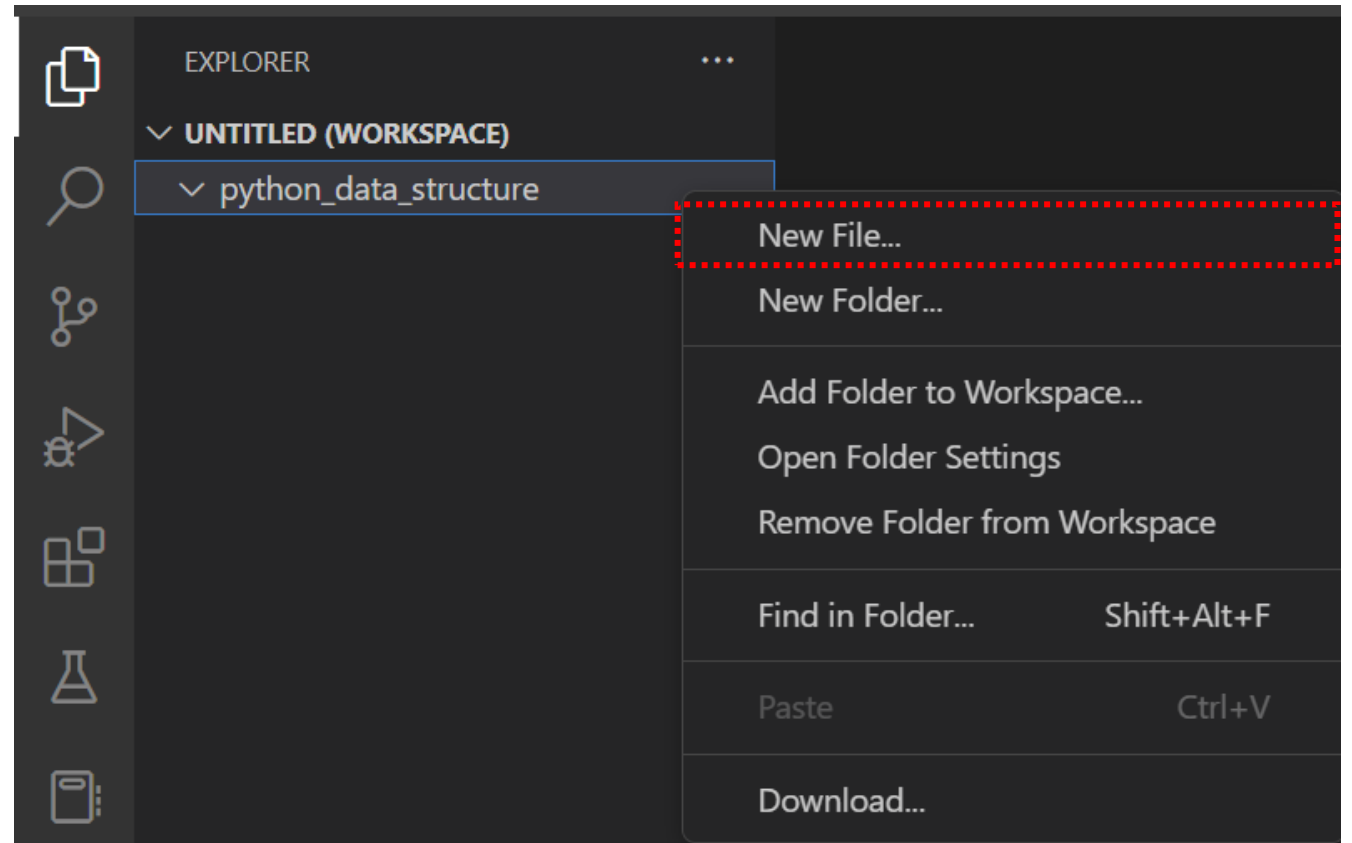 EXPLORER ...
UNTITLED (WORKSPACE)
python_data_structure
New File...
New Folder...
Add Folder to Workspace...
Open Folder Settings
Remove Folder from Workspace
Find in Folder... Shift+Alt+F
Paste Ctrl+V
Download...